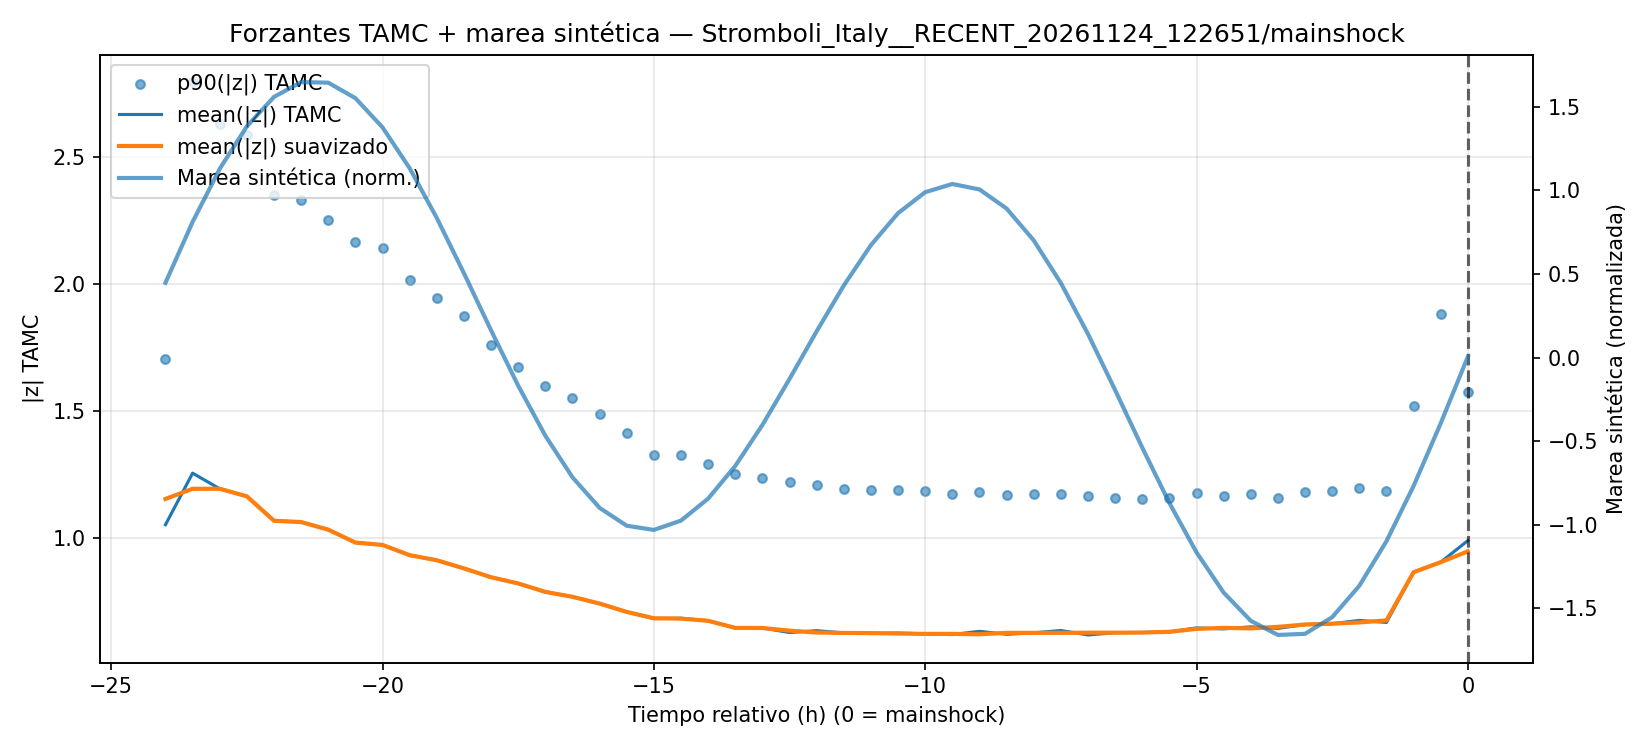 Forzantes TAMC + marea sintética — Stromboli_Italy__RECENT_20261124_122651/mainshock
p90(|z|) TAMC
mean(|z|) TAMC
mean(|z|) suavizado
Marea sintética (norm.)
|z| TAMC
2.5
2.0
1.5
1.0
1.5
1.0
0.5
0.0
−0.5
−1.0
−1.5
Marea sintética (normalizada)
−25
−20
−15
−10
−5
0
Tiempo relativo (h) (0 = mainshock)